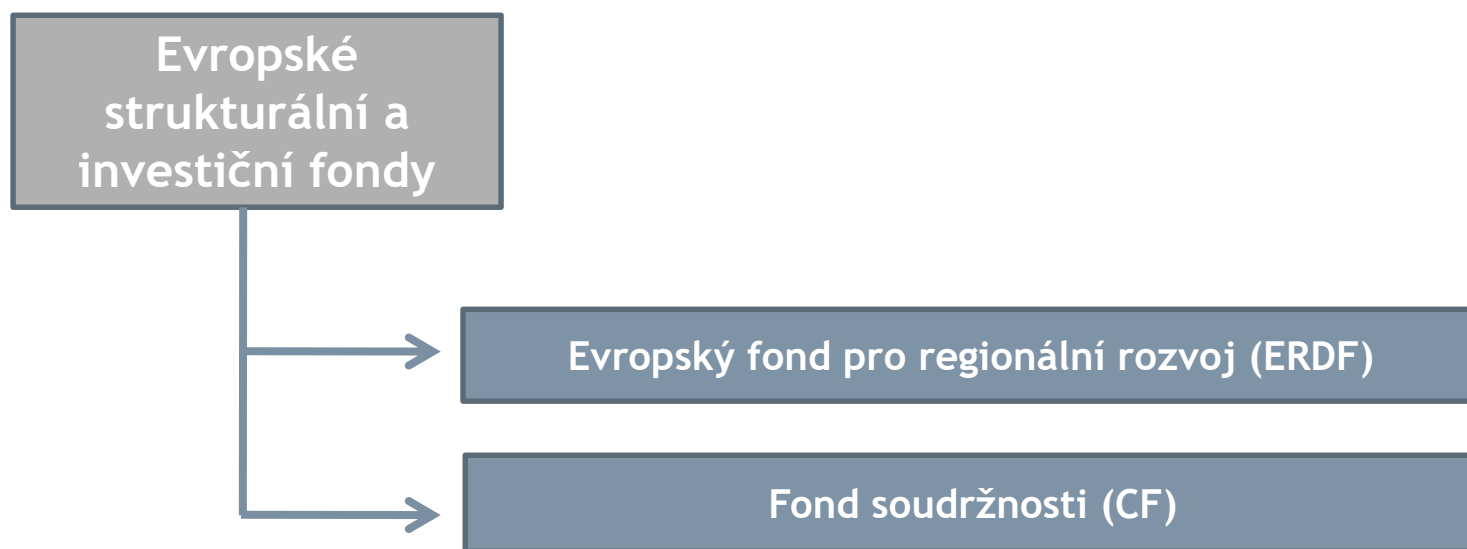 Evropské
strukturální a
investiční fondy
Evropský fond pro regionální rozvoj (ERDF)
Fond soudržnosti (CF)